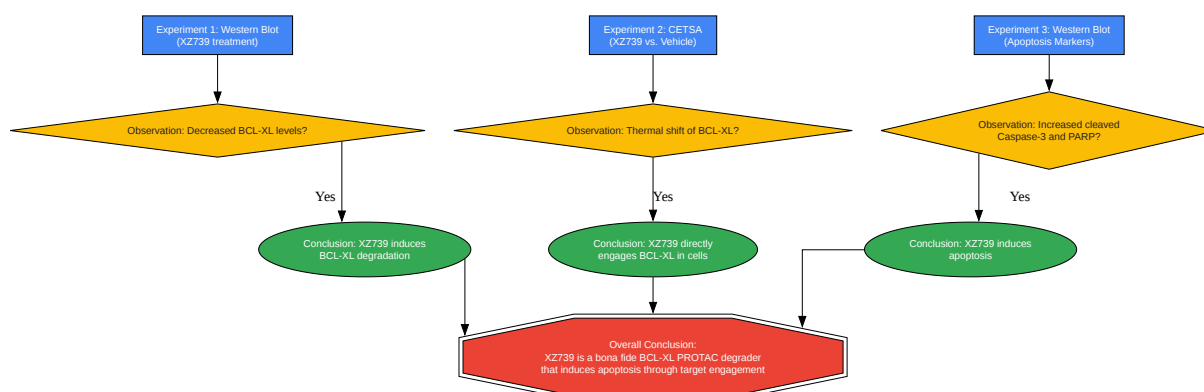 Experiment 1: Western Blot
(XZ739 treatment)
Experiment 2: CETSA
(XZ739 vs. Vehicle)
Experiment 3: Western Blot
(Apoptosis Markers)
Observation: Decreased BCL-XL levels?
Observation: Thermal shift of BCL-XL?
Observation: Increased cleaved
Caspase-3 and PARP?
Yes
Yes
Yes
Conclusion: XZ739 induces
BCL-XL degradation
Conclusion: XZ739 directly
engages BCL-XL in cells
Conclusion: XZ739 induces
apoptosis
Overall Conclusion:
XZ739 is a bona fide BCL-XL PROTAC degrader
that induces apoptosis through target engagement